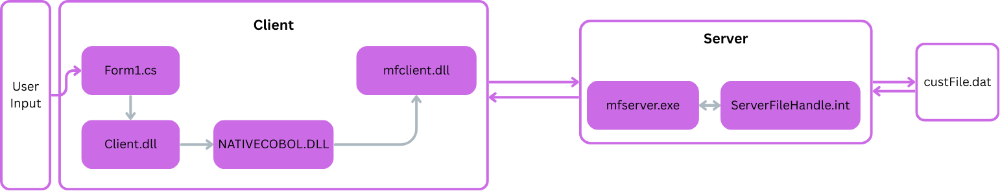 User
Input
Client
Form1.cs
mfclient.dll
Client.dll
NATIVECOBOL.DLL
Server
mfserver.exe
ServerFileHandle.int
custFile.dat